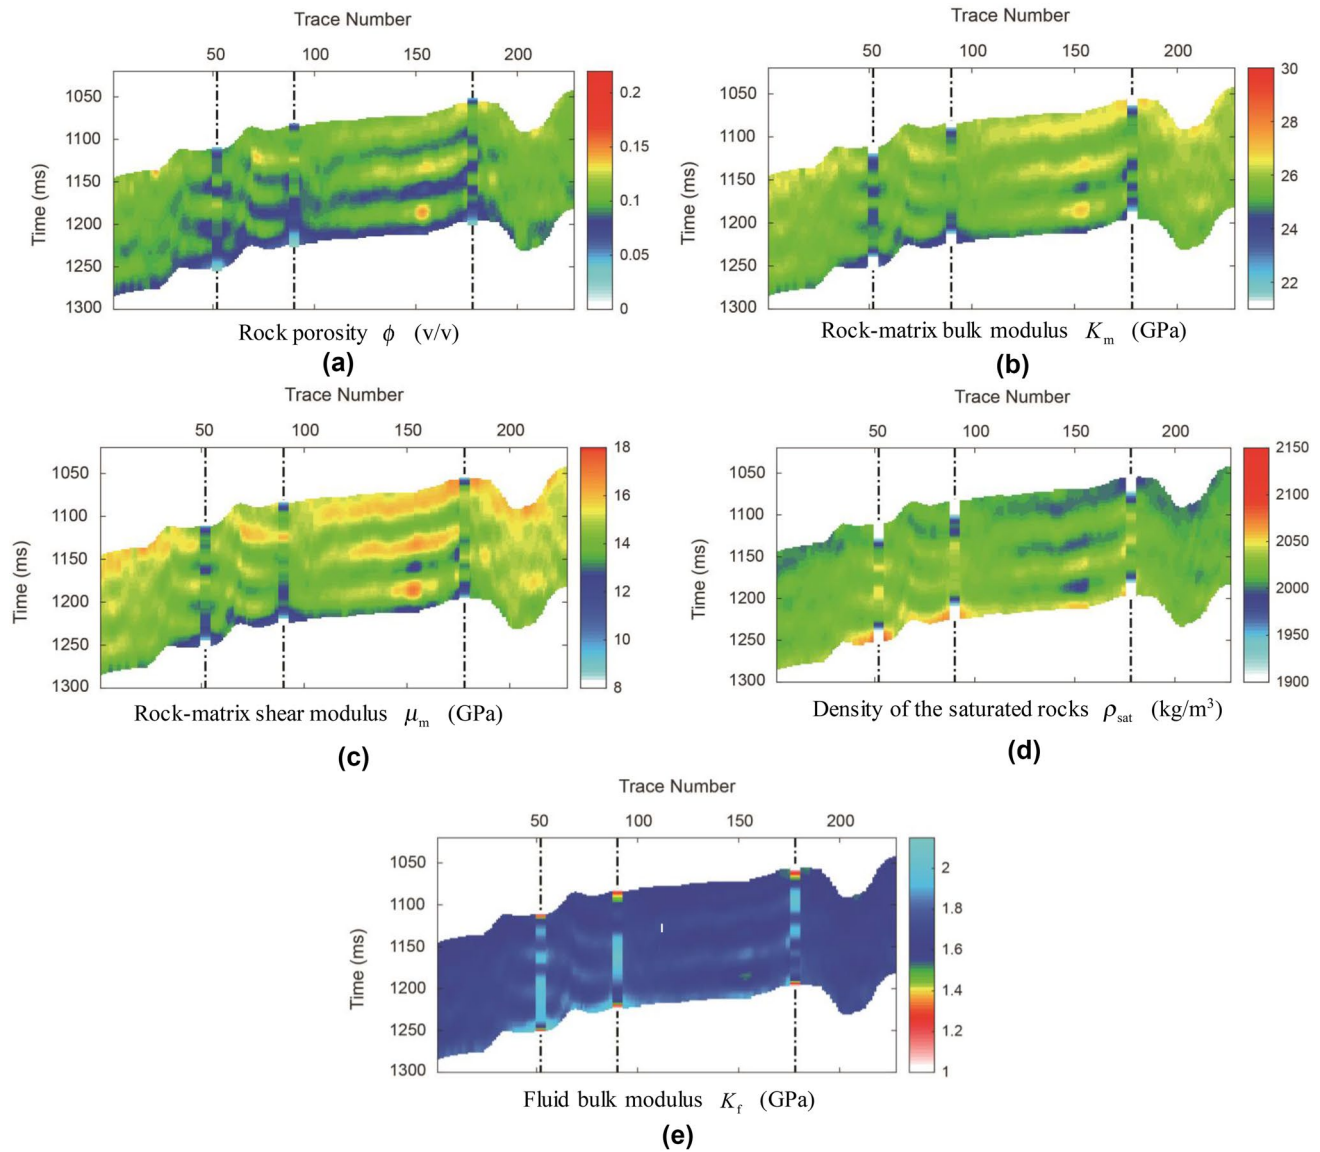 Trace Number
50 100 150 200
1050
1100
1150
1200
1250
1300
Time (ms)
0.2
0.15
0.1
0.05
0
Rock porosity ϕ (v/v)
(a)
Trace Number
50 100 150 200
1050
1100
1150
1200
1250
1300
Time (ms)
30
28
26
24
22
Rock-matrix bulk modulus Km (GPa)
(b)
Trace Number
50 100 150 200
1050
1100
1150
1200
1250
1300
Time (ms)
18
16
14
12
10
8
Rock-matrix shear modulus μm (GPa)
(c)
Trace Number
50 100 150 200
1050
1100
1150
1200
1250
1300
Time (ms)
2150
2100
2050
2000
1950
1900
Density of the saturated rocks ρsat (kg/m³)
(d)
Trace Number
50 100 150 200
1050
1100
1150
1200
1250
1300
Time (ms)
2
1.8
1.6
1.4
1.2
1
Fluid bulk modulus Kf (GPa)
(e)